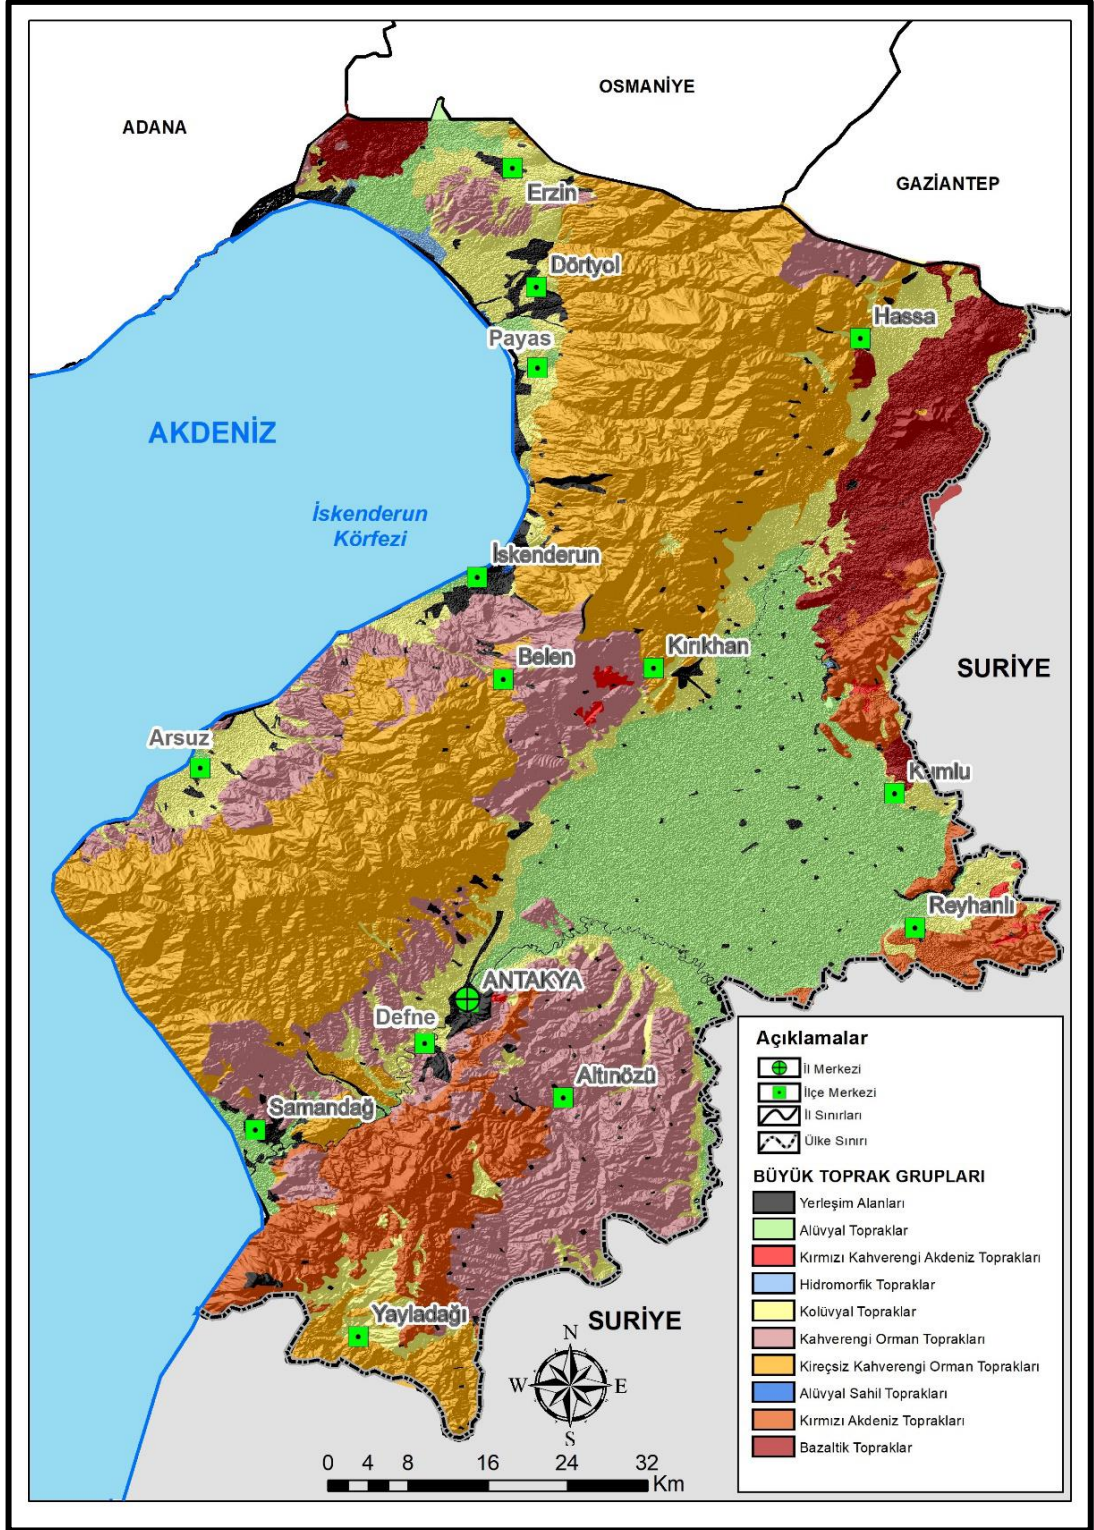 OSMANİYE
ADANA
GAZİANTEP
Erzin
Dörtyol
Hassa
Payas
AKDENİZ
İskenderun
Körfezi
İskenderun
Belen
Kırıkhan
SURİYE
Arsuz
Kumlu
Reyhanlı
ANTAKYA
Defne
Altınözü
Samandağ
Yayladağı
SURİYE
N
W
E
S
0 4 8 16 24 32
Km
Açıklamalar
İl Merkezi
İlçe Merkezi
İl Sınırları
Ülke Sınırı
BÜYÜK TOPRAK GRUPLARI
Yerleşim Alanları
Alüvyal Topraklar
Kırmızı Kahverengi Akdeniz Toprakları
Hidromorfik Topraklar
Kolüvyal Topraklar
Kahverengi Orman Toprakları
Kireçsiz Kahverengi Orman Toprakları
Alüvyal Sahil Toprakları
Kırmızı Akdeniz Toprakları
Bazaltik Topraklar